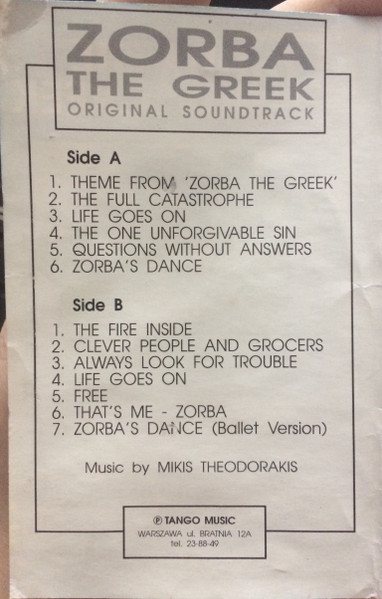 ZORBA
THE GREEK
ORIGINAL SOUNDTRACK
Side A
1. THEME FROM 'ZORBA THE GREEK'
2. THE FULL CATASTROPHE
3. LIFE GOES ON
4. THE ONE UNFORGIVABLE SIN
5. QUESTIONS WITHOUT ANSWERS
6. ZORBA'S DANCE
Side B
1. THE FIRE INSIDE
2. CLEVER PEOPLE AND GROCERS
3. ALWAYS LOOK FOR TROUBLE
4. LIFE GOES ON
5. FREE
6. THAT'S ME - ZORBA
7. ZORBA'S DANCE (Ballet Version)
Music by MIKIS THEODORAKIS
℗ TANGO MUSIC
WARSZAWA ul. BRATNIA 12A
tel. 23-88-49